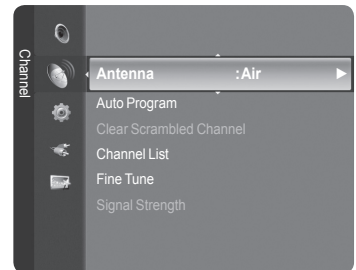 Channel
Antenna :Air
Auto Program
Clear Scrambled Channel
Channel List
Fine Tune
Signal Strength